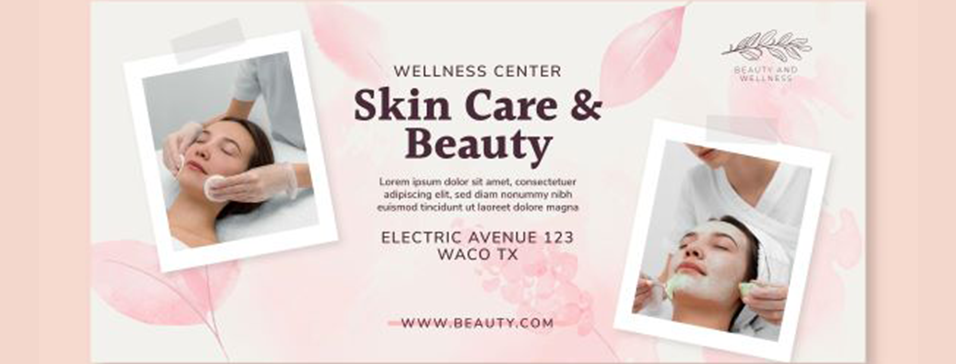 WELLNESS CENTER
Skin Care &
Beauty
Lorem ipsum dolor sit amet, consectetuer
adipiscing elit, sed diam nonummy nibh
euismod tincidunt ut laoreet dolore magna
ELECTRIC AVENUE 123
WACO TX
WWW.BEAUTY.COM
BEAUTY AND
WELLNESS